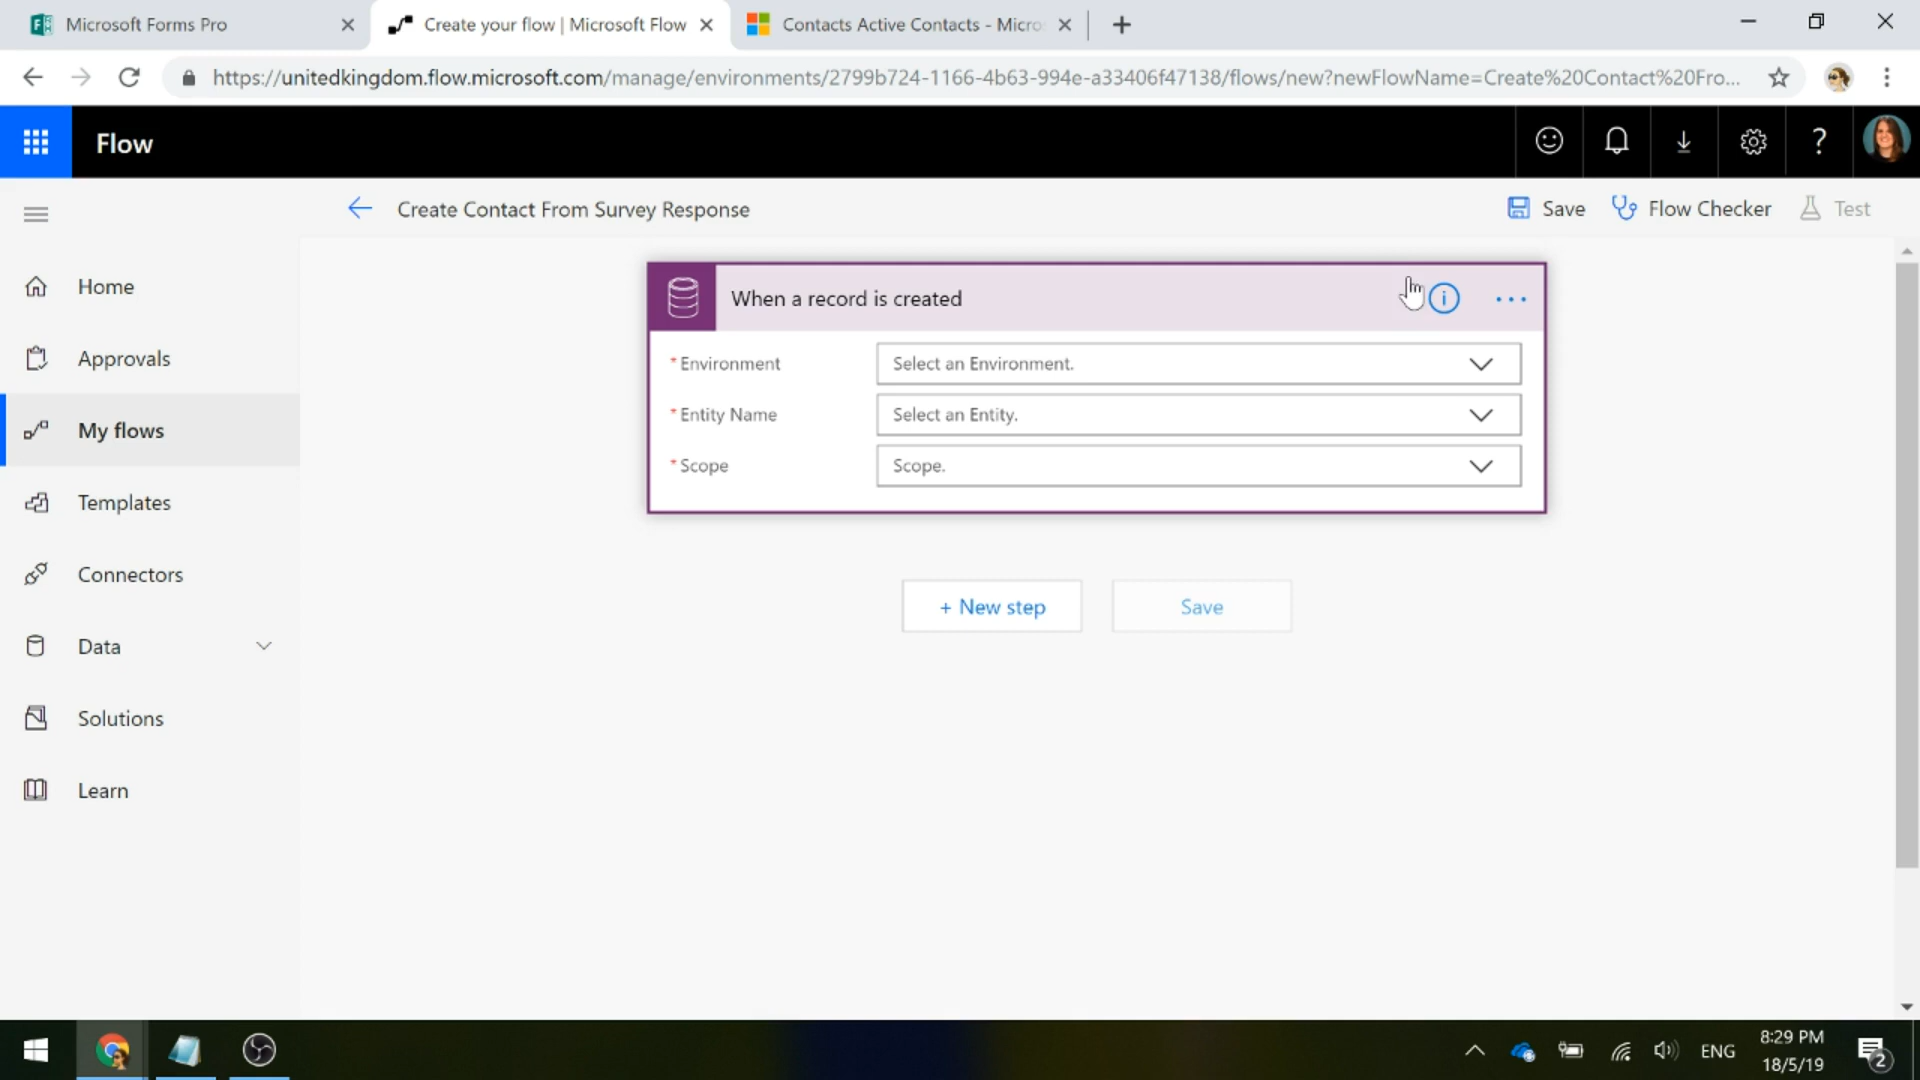 Microsoft Forms Pro
Create your flow | Microsoft Flow
Contacts Active Contacts - Micro
https://unitedkingdom.flow.microsoft.com/manage/environments/2799b724-1166-4b63-994e-a33406f47138/flows/new?newFlowName=Create%20Contact%20Fro...
Flow
?
Create Contact From Survey Response
Save
Flow Checker
Test
Home
Approvals
My flows
Templates
Connectors
Data
Solutions
Learn
When a record is created
* Environment
Select an Environment.
* Entity Name
Select an Entity.
* Scope
Scope.
+ New step
Save
ENG
8:29 PM
18/5/19
2